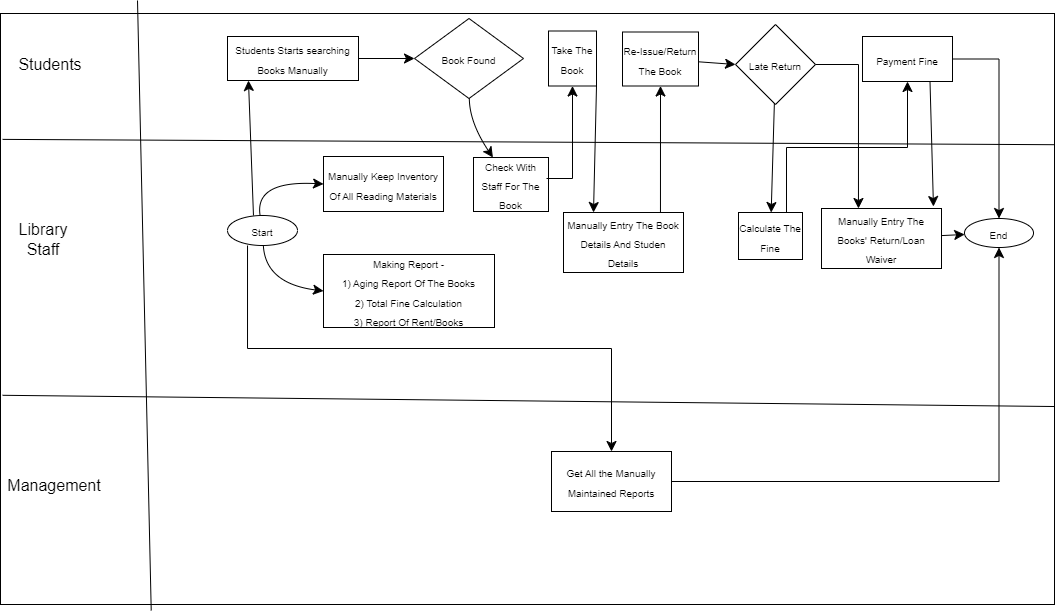 Students
Students Starts searching
Books Manually
Book Found
Take The
Book
Re-Issue/Return
The Book
Late Return
Payment Fine
Library
Staff
Start
Manually Keep Inventory
Of All Reading Materials
Making Report -
1) Aging Report Of The Books
2) Total Fine Calculation
3) Report Of Rent/Books
Check With
Staff For The
Book
Manually Entry The Book
Details And Studen
Details
Calculate The
Fine
Manually Entry The
Books' Return/Loan
Waiver
End
Management
Get All the Manually
Maintained Reports